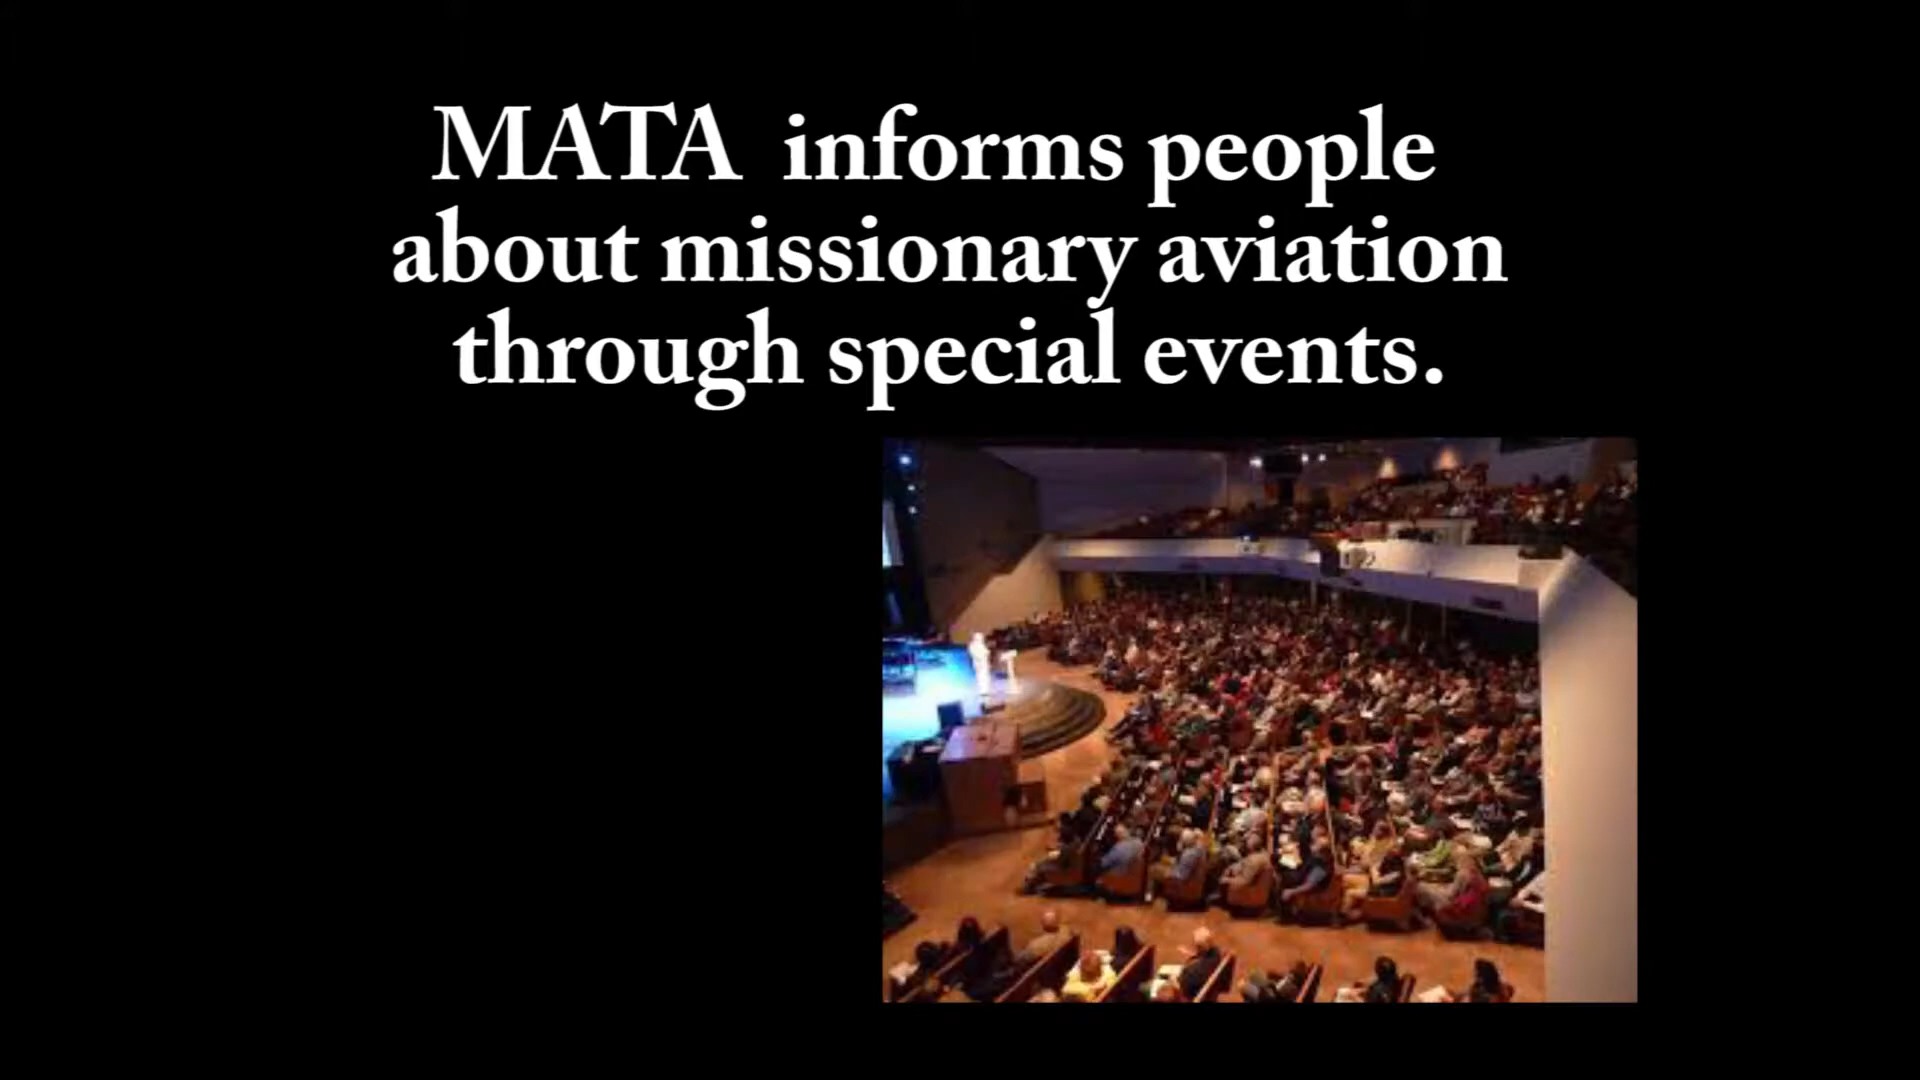 MATA  informs people
about missionary aviation
through special events.